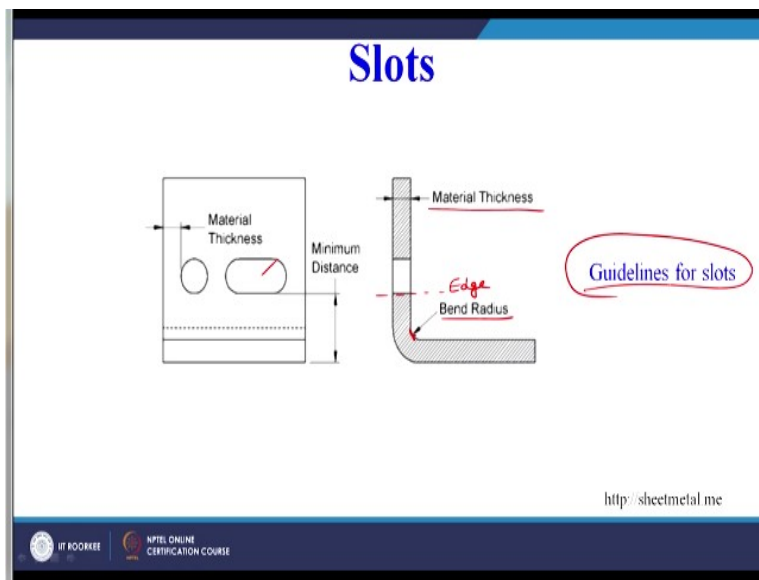 Slots
Material
Thickness
Minimum
Distance
Material Thickness
Edge
Bend Radius
Guidelines for slots
http://sheetmetal.me
IIT ROORKEE
NPTEL ONLINE
CERTIFICATION COURSE